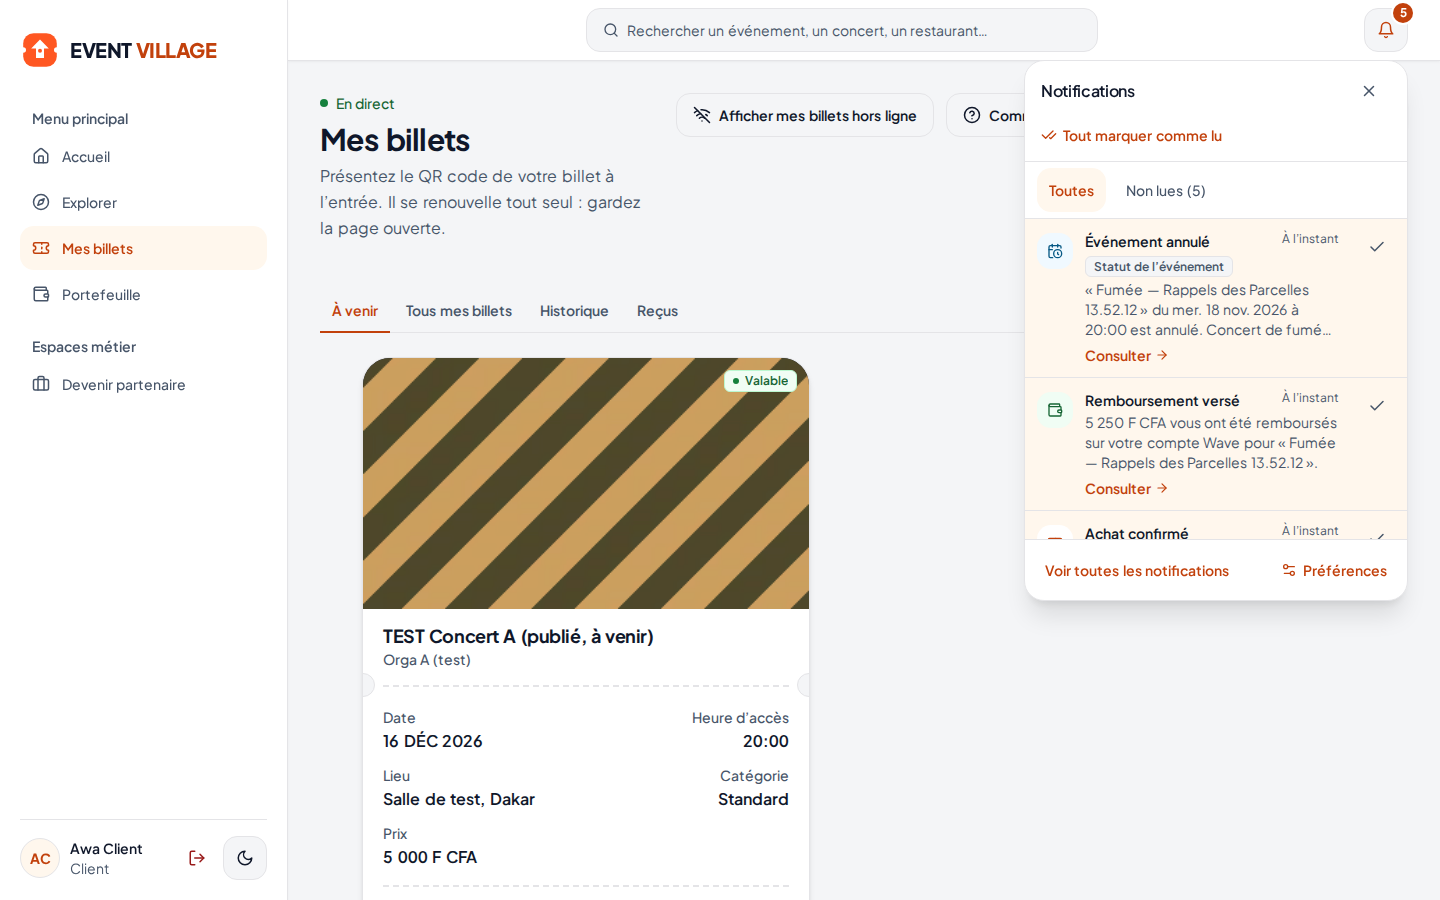 EVENT VILLAGE
Rechercher un événement, un concert, un restaurant…
5
Menu principal
Accueil
Explorer
Mes billets
Portefeuille
Espaces métier
Devenir partenaire
AC
Awa Client
Client
En direct
Mes billets
Présentez le QR code de votre billet à
l’entrée. Il se renouvelle tout seul : gardez
la page ouverte.
Afficher mes billets hors ligne
À venir
Tous mes billets
Historique
Reçus
Valable
TEST Concert A (publié, à venir)
Orga A (test)
Date
Heure d’accès
16 DÉC 2026
20:00
Lieu
Catégorie
Salle de test, Dakar
Standard
Prix
5 000 F CFA
Notifications
Tout marquer comme lu
Toutes
Non lues (5)
Événement annulé
À l’instant
Statut de l’événement
« Fumée — Rappels des Parcelles
13.52.12 » du mer. 18 nov. 2026 à
20:00 est annulé. Concert de fumé…
Consulter
Remboursement versé
À l’instant
5 250 F CFA vous ont été remboursés
sur votre compte Wave pour « Fumée
— Rappels des Parcelles 13.52.12 ».
Consulter
Achat confirmé
À l’instant
Voir toutes les notifications
Préférences